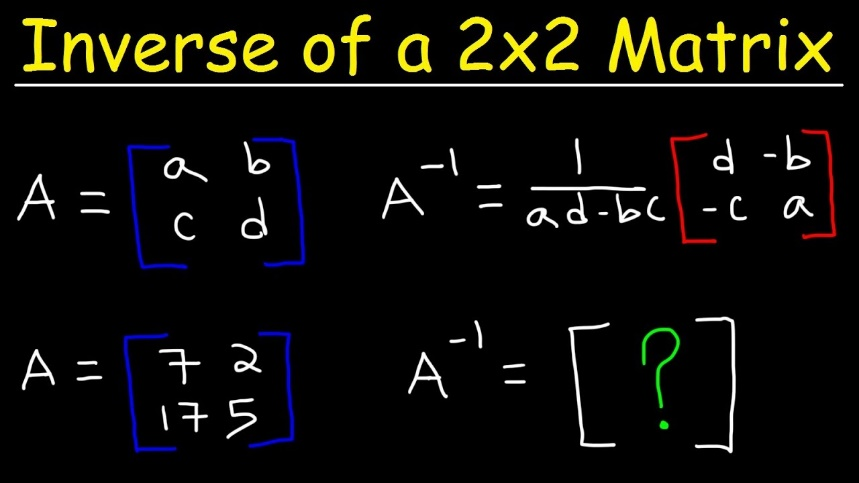 Inverse of a 2x2 Matrix
A = [a b
c d]
A⁻¹ = 1/(ad-bc) [d -b
-c a]
A = [7 2
17 5]
A⁻¹ = [?]